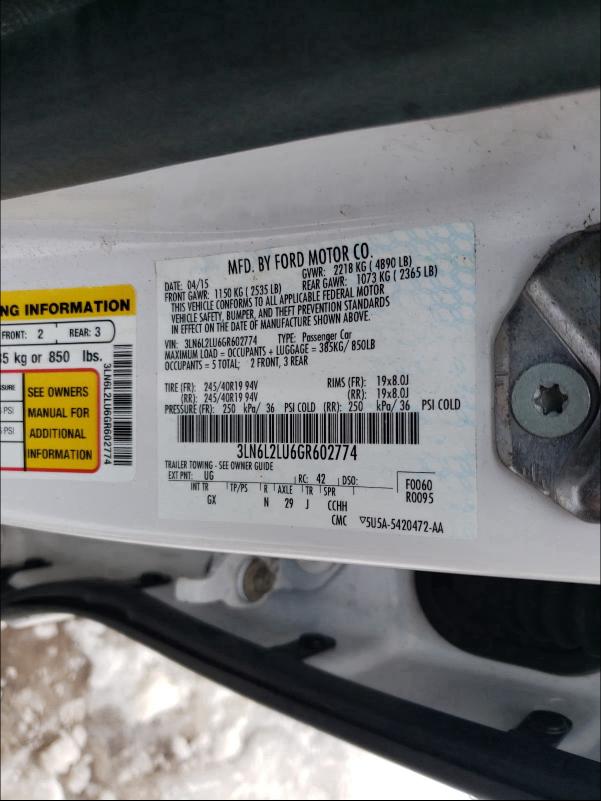 MFD. BY FORD MOTOR CO.
DATE: 04/15 GVWR: 2218 KG ( 4890 LB)
FRONT GAWR: 1150 KG ( 2535 LB) REAR GAWR: 1073 KG ( 2365 LB)
THIS VEHICLE CONFORMS TO ALL APPLICABLE FEDERAL MOTOR
VEHICLE SAFETY, BUMPER, AND THEFT PREVENTION STANDARDS
IN EFFECT ON THE DATE OF MANUFACTURE SHOWN ABOVE.
VIN: 3LN6L2LU6GR602774 TYPE: Passenger Car
MAXIMUM LOAD = OCCUPANTS + LUGGAGE = 385KG/ 850LB
OCCUPANTS = 5 TOTAL; 2 FRONT, 3 REAR
TIRE (FR): 245/40R19 94V RIMS (FR): 19x8.0J
(RR): 245/40R19 94V (RR): 19x8.0J
PRESSURE (FR): 250 kPa/ 36 PSI COLD (RR): 250 kPa/ 36 PSI COLD
3LN6L2LU6GR602774
TRAILER TOWING - SEE OWNER GUIDE
EXT PNT: UG RC: 42 DSO: F0060
R0095
INT TR TP/PS R AXLE TR SPR
GX N 29 J CCHH
CMC ▽5U5A-5420472-AA
NG INFORMATION
FRONT: 2 REAR: 3
kg or 850 lbs.
SEE OWNERS
MANUAL FOR
ADDITIONAL
INFORMATION
PSI
PSI
3LN6L2LU6GR602774